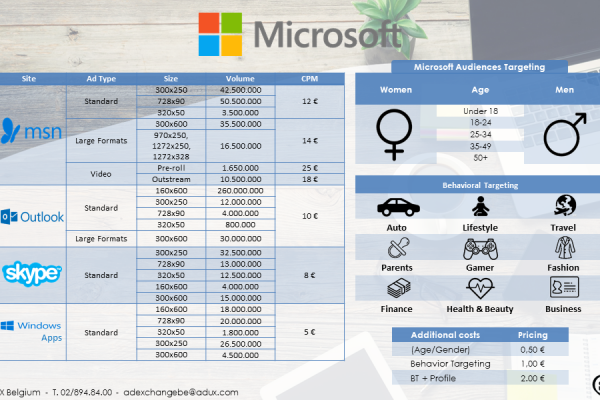 Microsoft
Site Ad Type Size Volume CPM
msn
Standard
300x250 42.500.000
728x90 50.500.000
320x50 3.500.000
12 €
Large Formats
300x600 35.500.000
970x250,
1272x250,
1272x328
16.500.000
14 €
Video
Pre-roll 1.650.000 25 €
Outstream 10.500.000 18 €
Outlook
Standard
160x600 260.000.000
300x250 12.000.000
728x90 4.000.000
320x50 800.000
10 €
Large Formats 300x600 30.000.000
skype
Standard
300x250 32.500.000
728x90 13.000.000
320x50 12.500.000
160x600 4.000.000
300x600 15.000.000
8 €
Windows
Apps
Standard
160x600 18.000.000
728x90 20.000.000
320x50 1.800.000
300x250 26.500.000
300x600 4.500.000
5 €
Microsoft Audiences Targeting
Women Age Men
Under 18
18-24
25-34
35-49
50+
Behavioral Targeting
Auto Lifestyle Travel
Parents Gamer Fashion
Finance Health & Beauty Business
Additional costs Pricing
(Age/Gender) 0,50 €
Behavior Targeting 1,00 €
BT + Profile 2,00 €
X Belgium - T. 02/894.84.00 - adexchangebe@adux.com